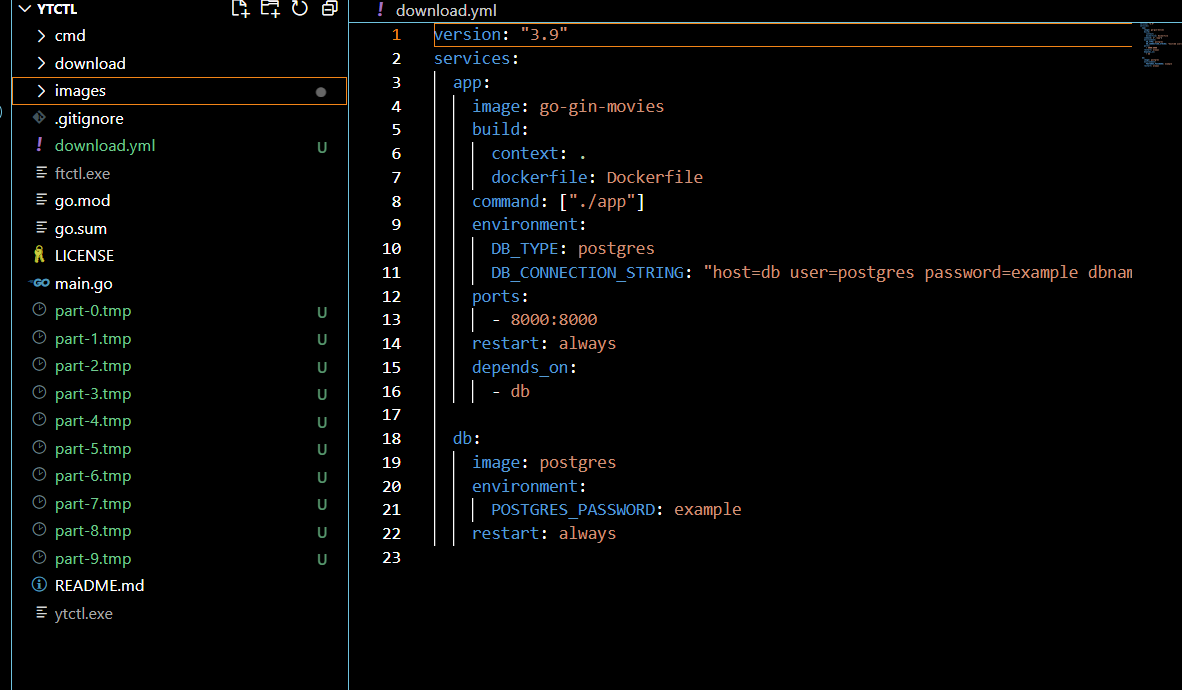 YTCTL
cmd
download
images
.gitignore
download.yml U
ftctl.exe
go.mod
go.sum
LICENSE
GO main.go
part-0.tmp U
part-1.tmp U
part-2.tmp U
part-3.tmp U
part-4.tmp U
part-5.tmp U
part-6.tmp U
part-7.tmp U
part-8.tmp U
part-9.tmp U
README.md
ytctl.exe
! download.yml
1 version: "3.9"
2 services:
3   app:
4     image: go-gin-movies
5     build:
6       context: .
7       dockerfile: Dockerfile
8     command: ["./app"]
9     environment:
10       DB_TYPE: postgres
11       DB_CONNECTION_STRING: "host=db user=postgres password=example dbnam
12     ports:
13       - 8000:8000
14     restart: always
15     depends_on:
16       - db
17
18   db:
19     image: postgres
20     environment:
21       POSTGRES_PASSWORD: example
22     restart: always
23